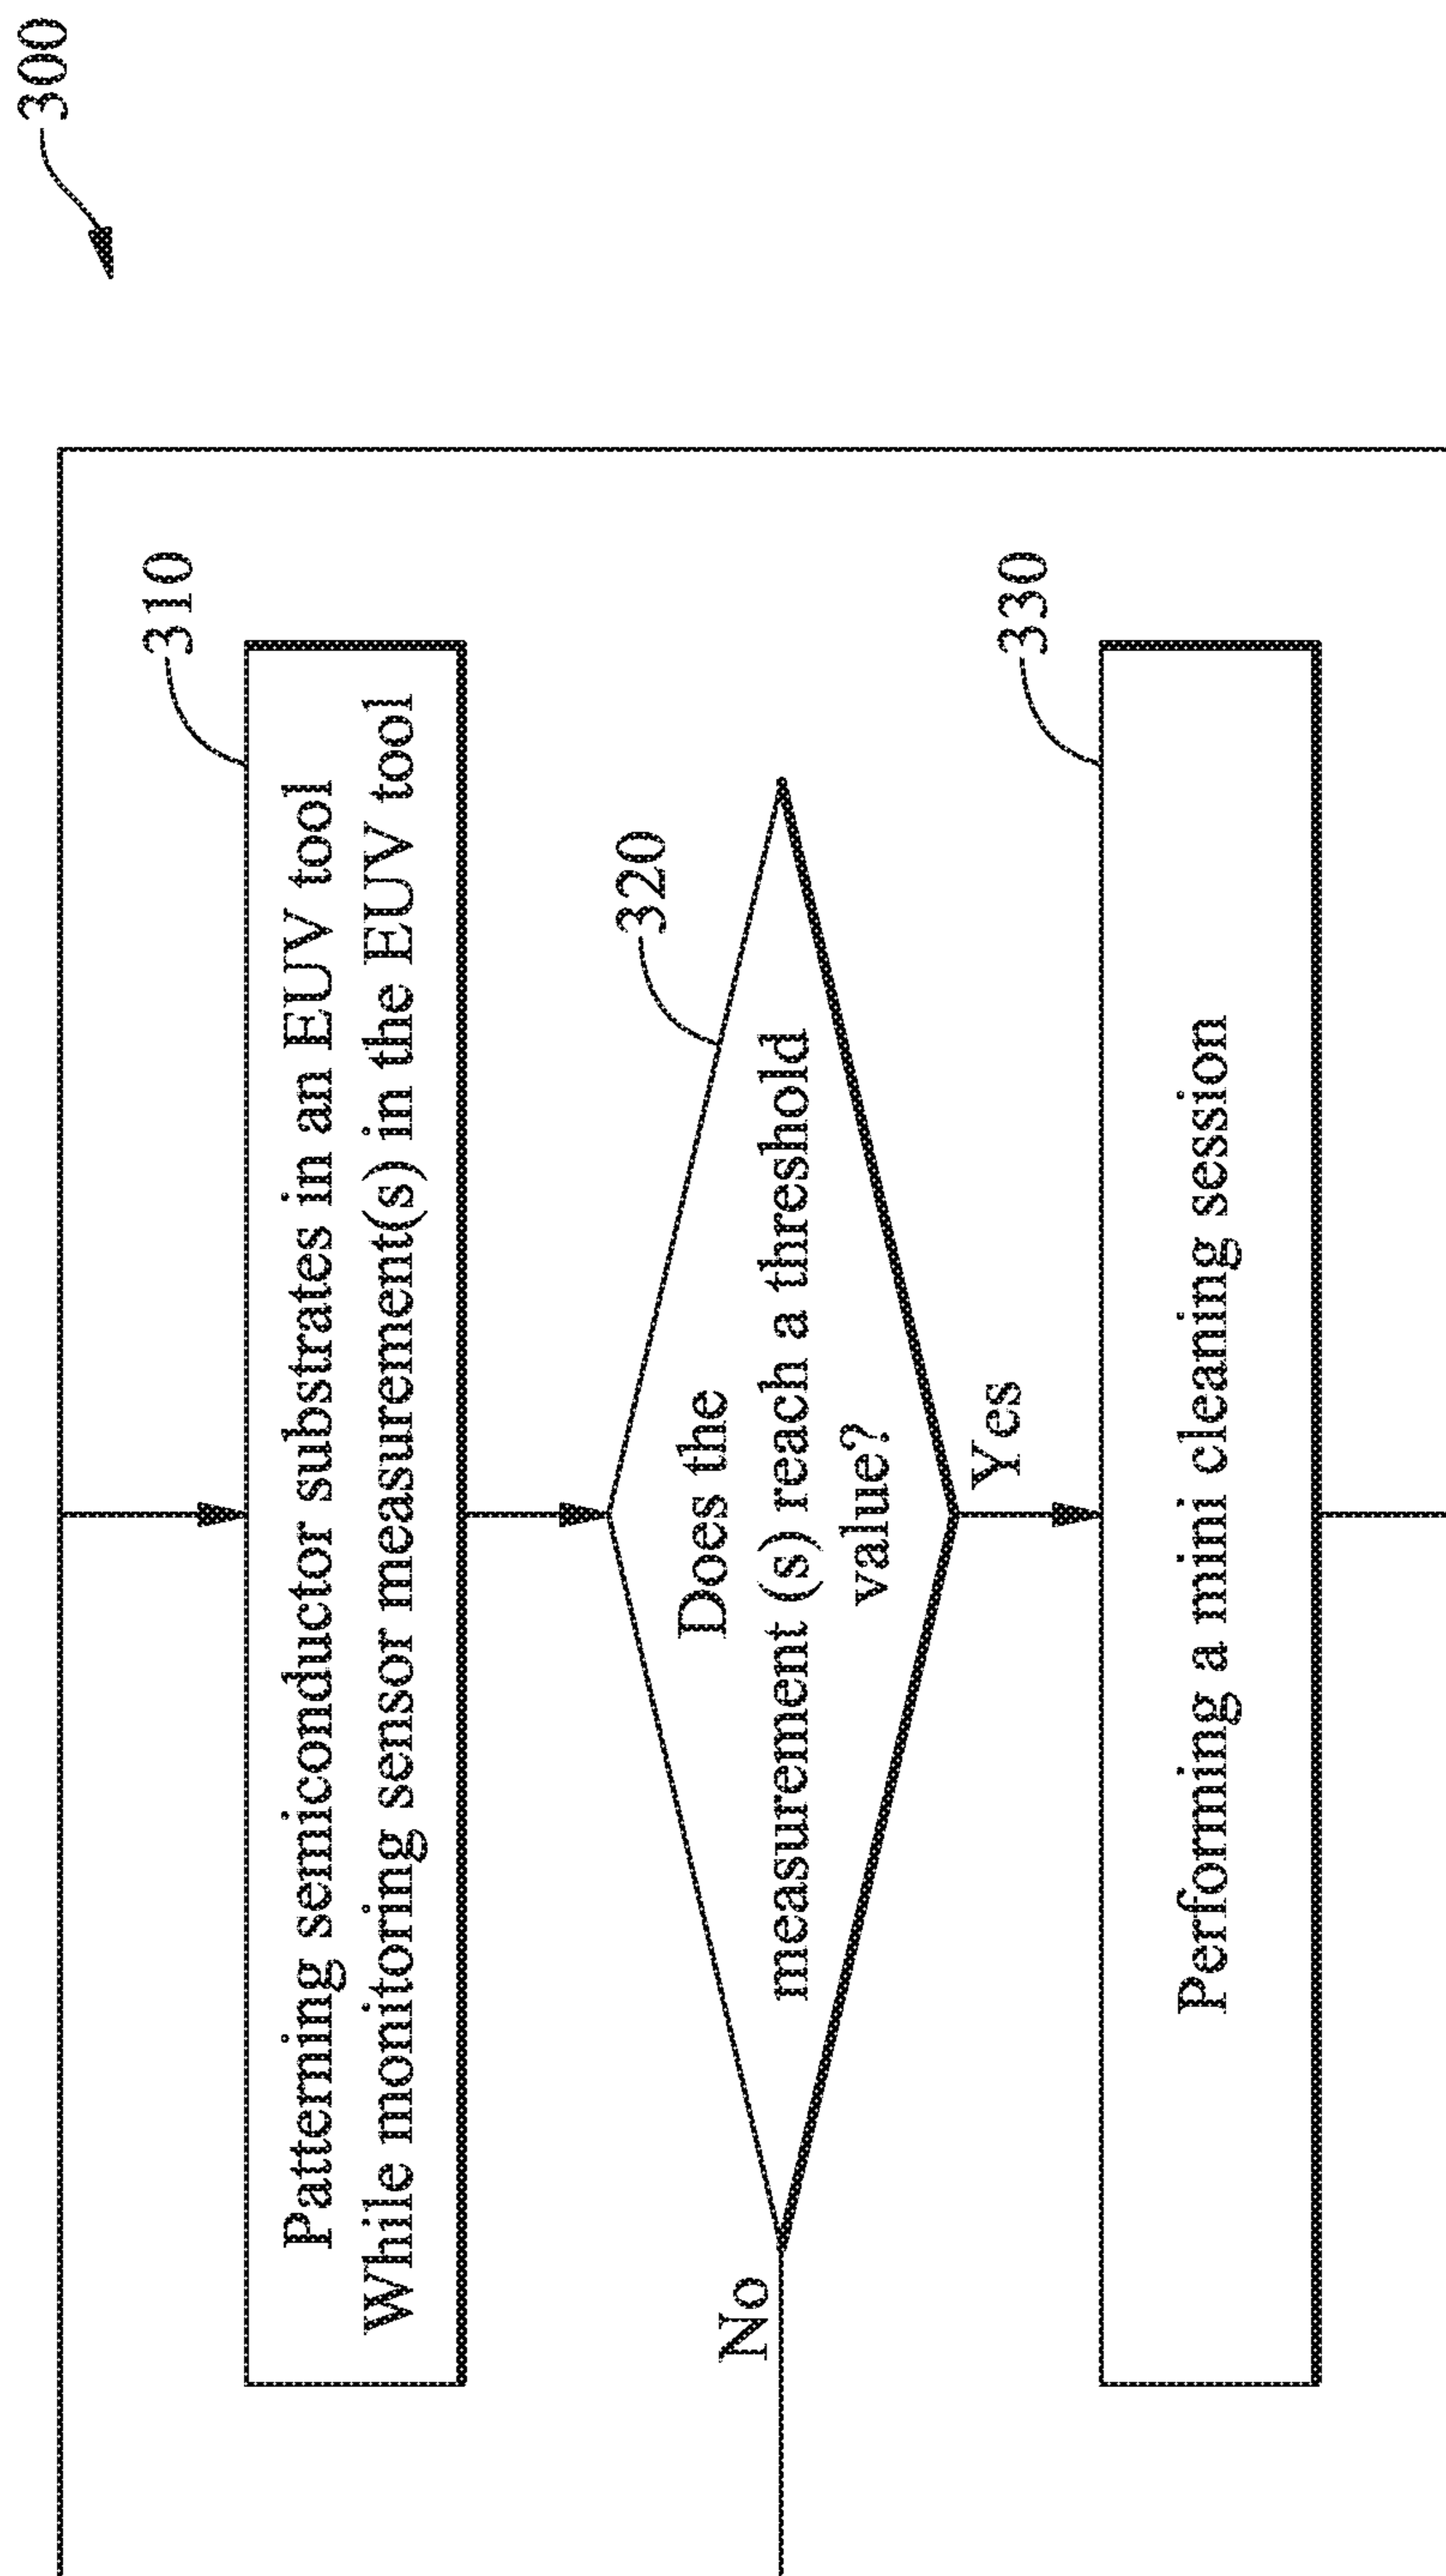 300
310
Patterning semiconductor substrates in an EUV tool
While monitoring sensor measurement(s) in the EUV tool
320
Does the
measurement (s) reach a threshold
value?
No
Yes
330
Performing a mini cleaning session